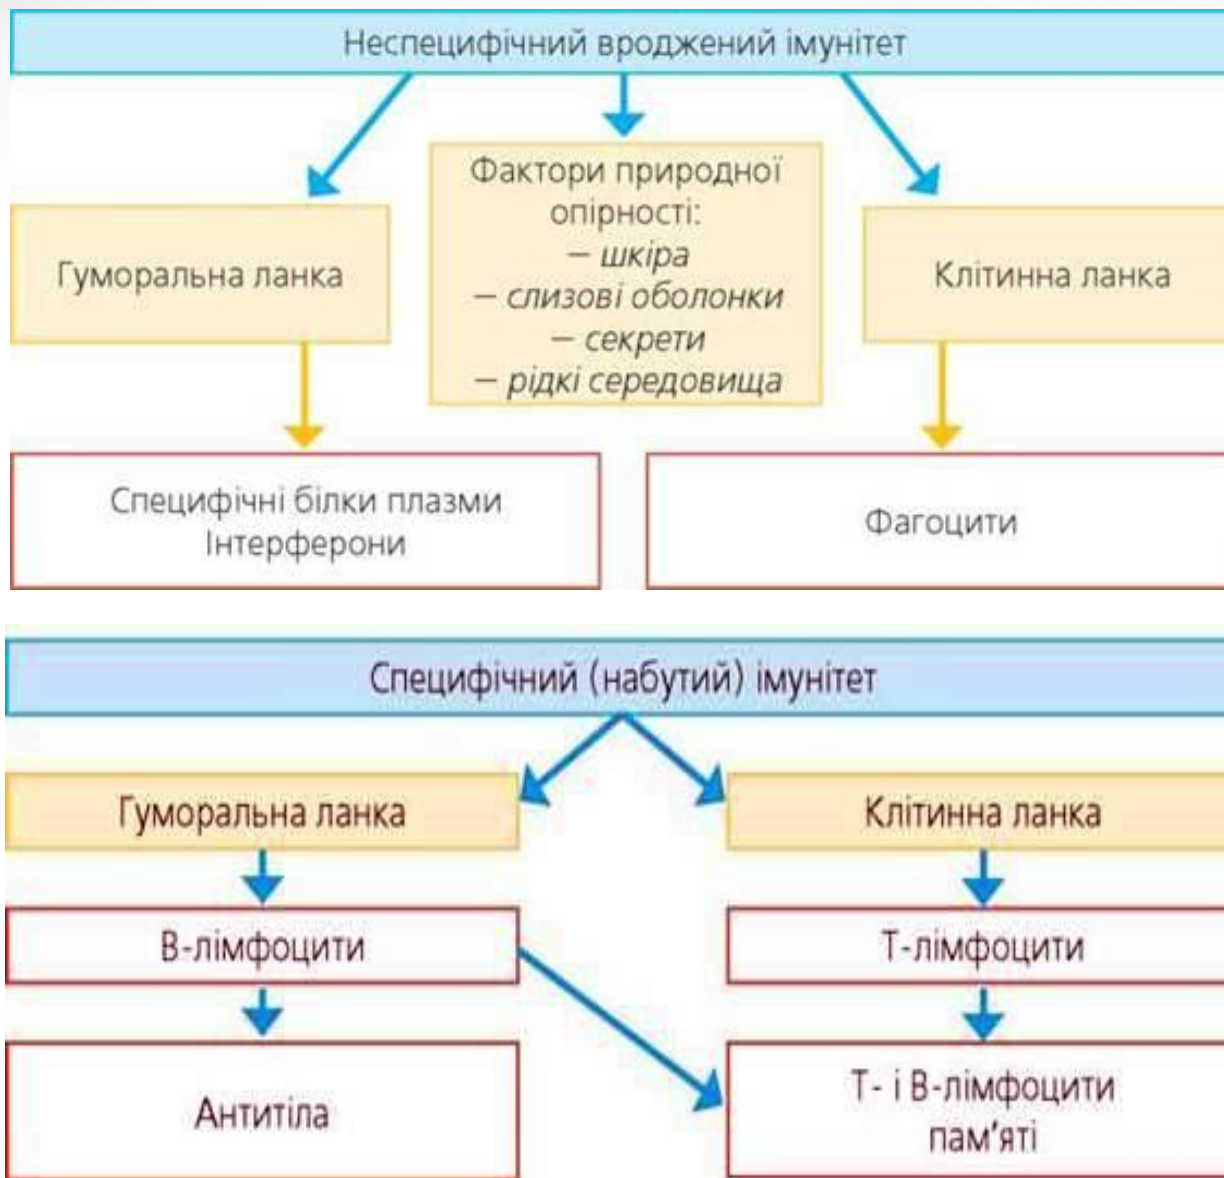 Неспецифічний вроджений імунітет
Гуморальна ланка
Фактори природної
опірності:
– шкіра
– слизові оболонки
– секрети
– рідкі середовища
Клітинна ланка
Специфічні білки плазми
Інтерферони
Фагоцити
Специфічний (набутий) імунітет
Гуморальна ланка
Клітинна ланка
В-лімфоцити
Т-лімфоцити
Антитіла
Т- і В-лімфоцити
пам'яті